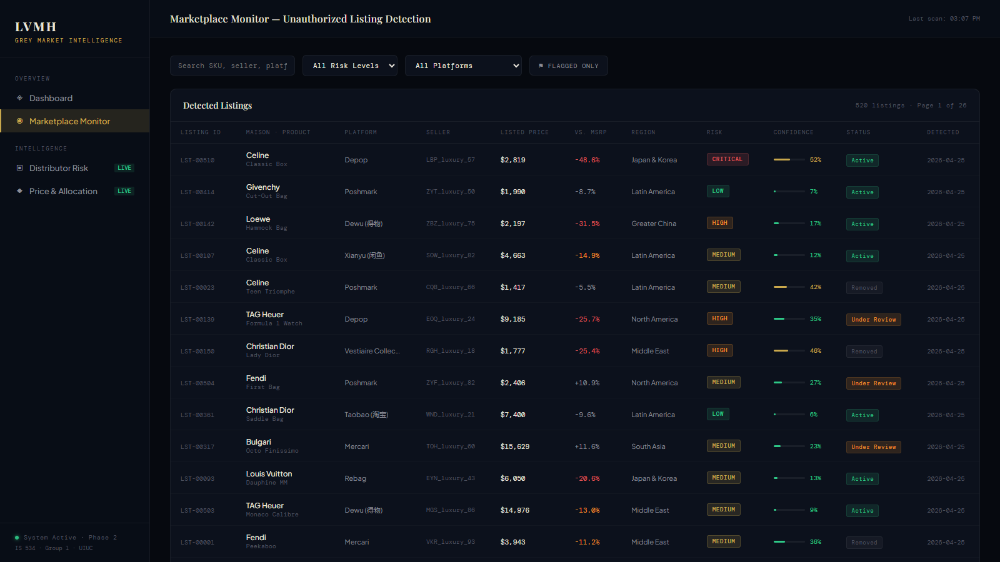 LVMH
GREY MARKET INTELLIGENCE
OVERVIEW
Dashboard
Marketplace Monitor
INTELLIGENCE
Distributor Risk LIVE
Price & Allocation LIVE
System Active · Phase 2
IS 534 · Group 1 · UIUC
Marketplace Monitor — Unauthorized Listing Detection
Last scan: 03:07 PM
Search SKU, seller, platf
All Risk Levels
All Platforms
⚑ FLAGGED ONLY
Detected Listings
520 listings · Page 1 of 26
LISTING ID MAISON · PRODUCT PLATFORM SELLER LISTED PRICE VS. MSRP REGION RISK CONFIDENCE STATUS DETECTED
LST-00510 Celine Depop LBP_luxury_57 $2,819 -48.6% Japan & Korea CRITICAL 52% Active 2026-04-25
Classic Box
LST-00414 Givenchy Poshmark ZYT_luxury_50 $1,990 -8.7% Latin America LOW 7% Active 2026-04-25
Cut-Out Bag
LST-00142 Loewe Dewu (得物) ZBZ_luxury_75 $2,197 -31.5% Greater China HIGH 17% Active 2026-04-25
Hammock Bag
LST-00107 Celine Xianyu (闲鱼) SOW_luxury_82 $4,663 -14.9% Latin America MEDIUM 12% Active 2026-04-25
Classic Box
LST-00023 Celine Poshmark CQB_luxury_66 $1,417 -5.5% Latin America MEDIUM 42% Removed 2026-04-25
Teen Triomphe
LST-00139 TAG Heuer Depop EOQ_luxury_24 $9,185 -25.7% North America HIGH 35% Under Review 2026-04-25
Formula 1 Watch
LST-00150 Christian Dior Vestiaire Collec… RGH_luxury_18 $1,777 -25.4% Middle East HIGH 46% Removed 2026-04-25
Lady Dior
LST-00504 Fendi Poshmark ZYF_luxury_82 $2,406 +10.9% North America MEDIUM 27% Under Review 2026-04-25
First Bag
LST-00361 Christian Dior Taobao (淘宝) WND_luxury_21 $7,400 -9.6% Latin America LOW 6% Active 2026-04-25
Saddle Bag
LST-00317 Bulgari Mercari TOH_luxury_60 $15,629 +11.6% South Asia MEDIUM 23% Under Review 2026-04-25
Octo Finissimo
LST-00093 Louis Vuitton Rebag EYN_luxury_43 $6,050 -20.6% Japan & Korea MEDIUM 13% Active 2026-04-25
Dauphine MM
LST-00503 TAG Heuer Dewu (得物) MGS_luxury_86 $14,976 -13.0% Middle East MEDIUM 9% Active 2026-04-25
Monaco Calibre
LST-00001 Fendi Mercari VKR_luxury_93 $3,943 -11.2% Middle East MEDIUM 36% Removed 2026-04-25
Peekaboo